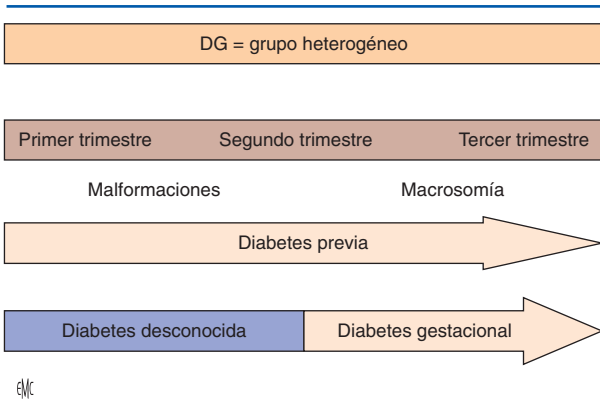 DG = grupo heterogéneo
Primer trimestre Segundo trimestre Tercer trimestre
Malformaciones Macrosomía
Diabetes previa
Diabetes desconocida Diabetes gestacional
EMC